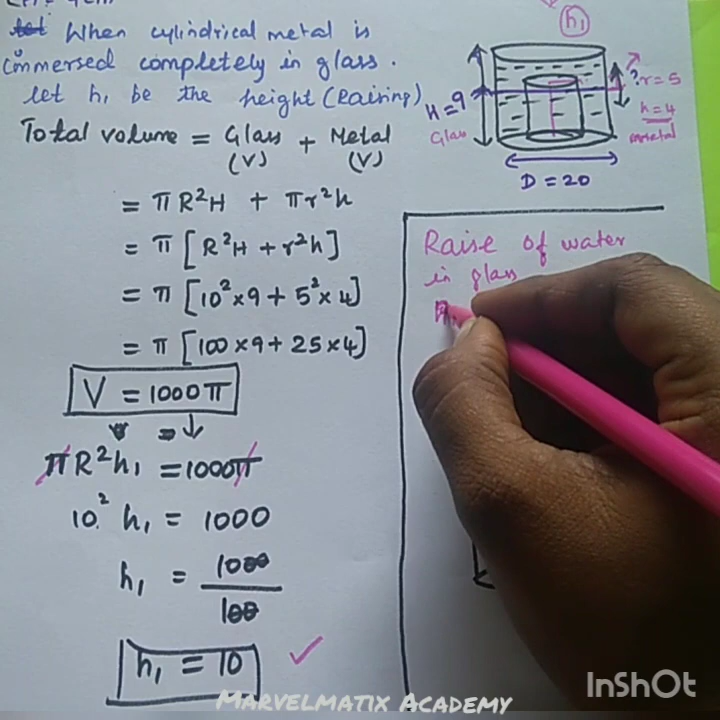 When cylindrical metal is
immersed completely in glass.
let h₁ be the height (Raising)
Total volume = Glass + Metal
(V) (V)
= πR²H + πr²h
= π[R²H + r²h]
= π[10²×9 + 5²×4]
= π[100×9 + 25×4]
V = 1000π
πR²h₁ = 1000π
10² h₁ = 1000
h₁ = 1000/100
h₁ = 10 ✓
h₁
H = 9
Glass
?r = 5
h = 4
metal
D = 20
Raise of water
in glass
MARVELMATIX ACADEMY
InShOt